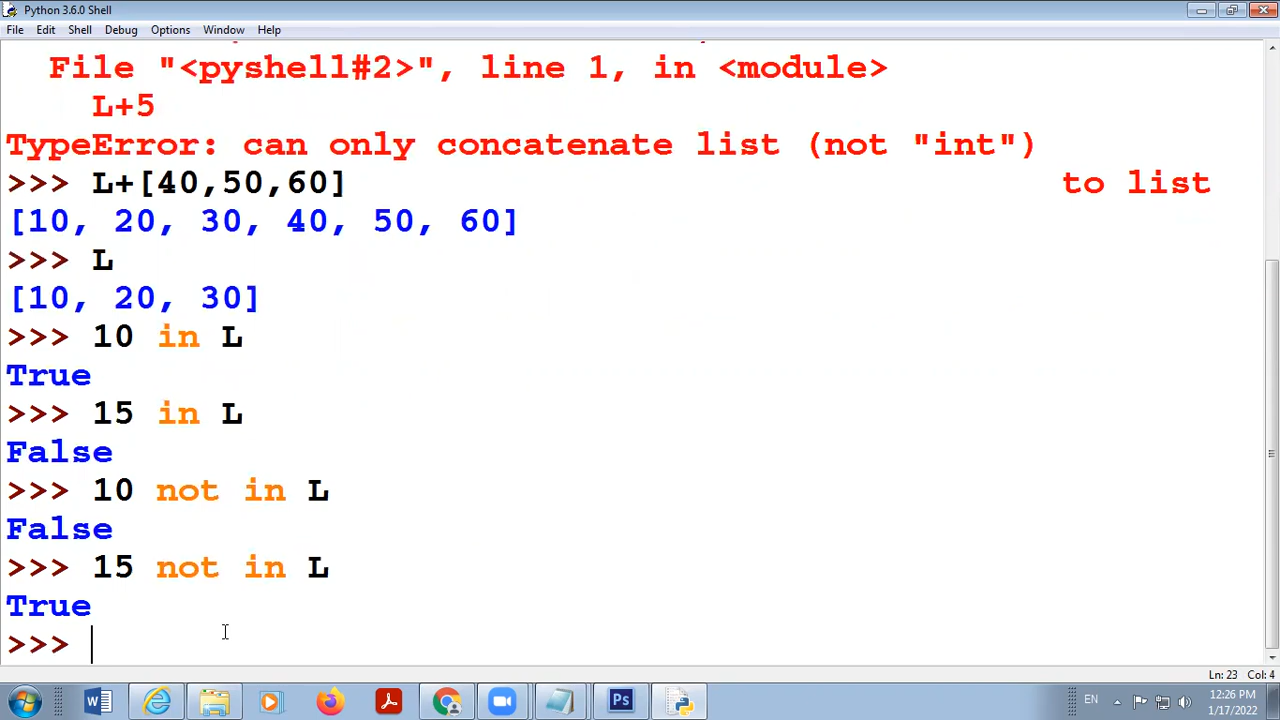 Python 3.6.0 Shell
File Edit Shell Debug Options Window Help
File "<pyshell#2>", line 1, in <module>
L+5
TypeError: can only concatenate list (not "int")
>>> L+[40,50,60] to list
[10, 20, 30, 40, 50, 60]
>>> L
[10, 20, 30]
>>> 10 in L
True
>>> 15 in L
False
>>> 10 not in L
False
>>> 15 not in L
True
>>>
Ln: 23 Col: 4
EN
12:26 PM
1/17/2022